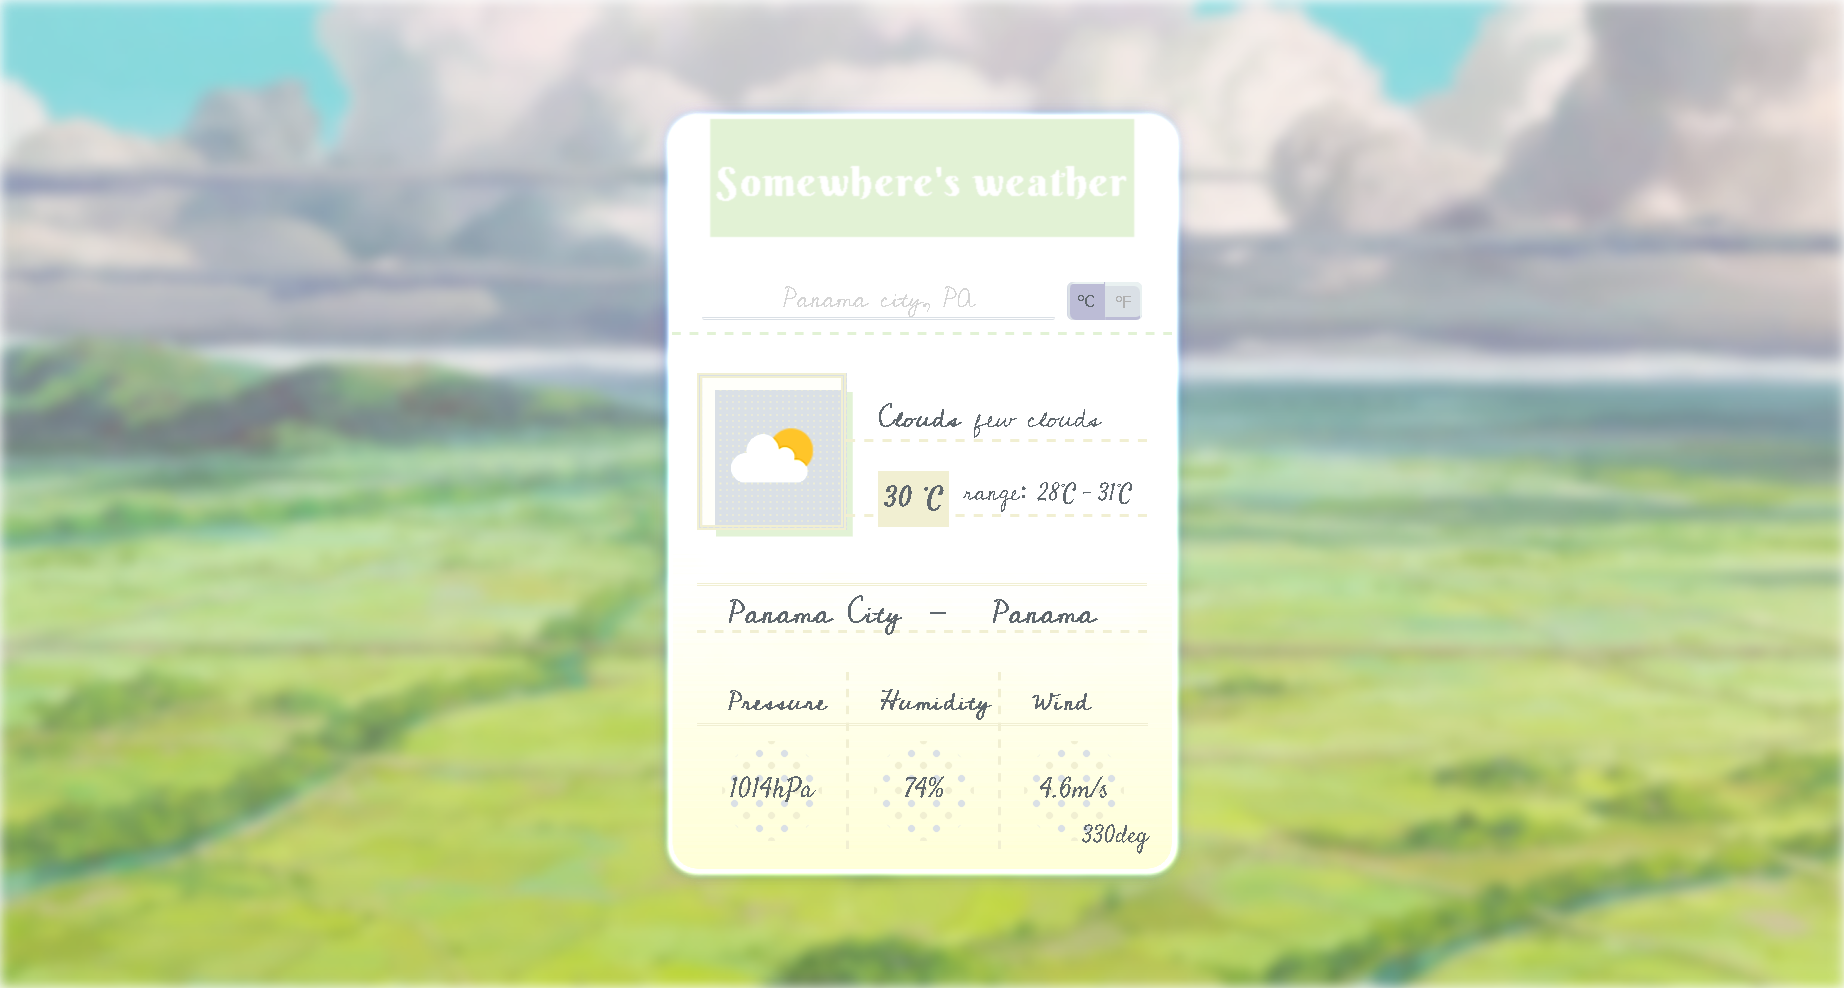 Somewhere's weather
Panama city, PA
°C °F
Clouds few clouds
30 °C range: 28°C - 31°C
Panama City - Panama
Pressure Humidity Wind
1014hPa 74% 4.6m/s
330deg